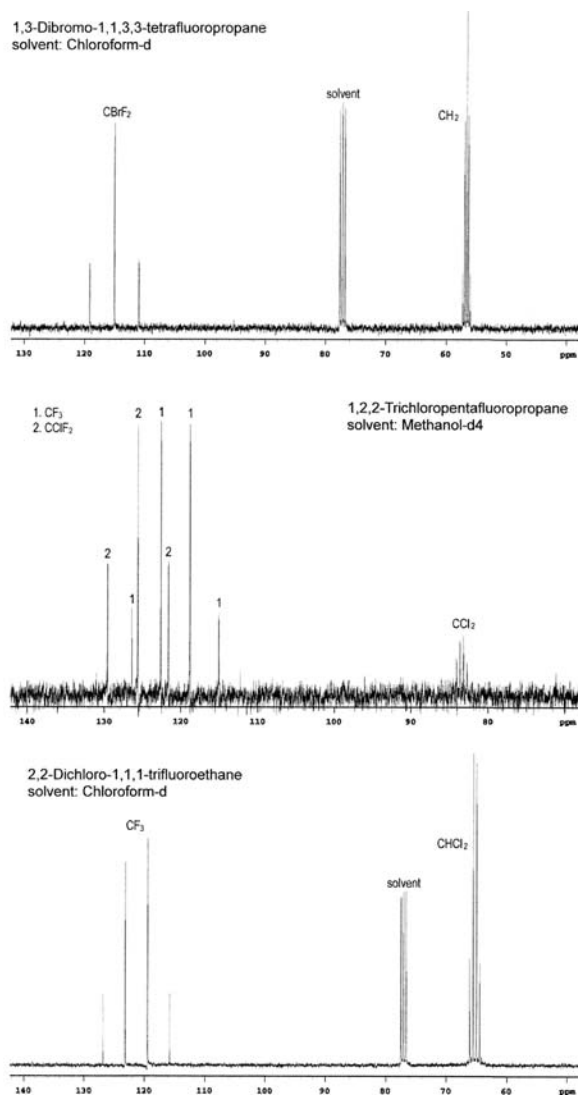 1,3-Dibromo-1,1,3,3-tetrafluoropropane
solvent: Chloroform-d
CBrF₂
solvent
CH₂
130 120 110 100 90 80 70 60 50 ppm
1. CF₃
2. CClF₂
2 1 1
1,2,2-Trichloropentafluoropropane
solvent: Methanol-d4
2 2
1 1
CCl₂
140 130 120 110 100 90 80 ppm
2,2-Dichloro-1,1,1-trifluoroethane
solvent: Chloroform-d
CF₃
CHCl₂
solvent
140 130 120 110 100 90 80 70 60 ppm